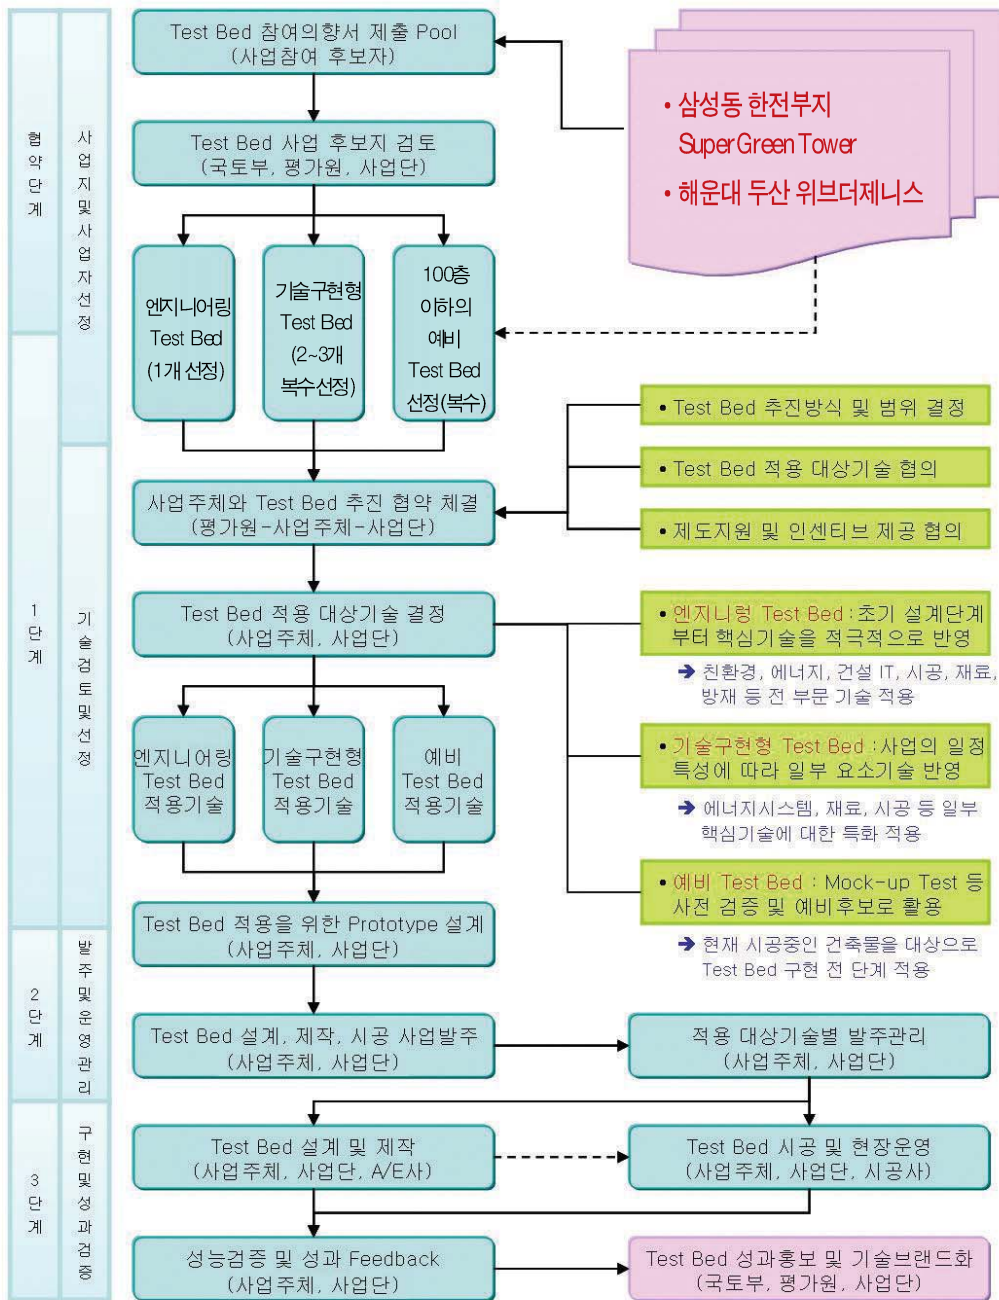 협약단계
사업지및사업자선정
Test Bed 참여의향서 제출 Pool
(사업참여 후보자)
• 삼성동 한전부지
SuperGreen Tower
• 해운대 두산 위브더제니스
Test Bed 사업 후보지 검토
(국토부, 평가원, 사업단)
엔지니어링
Test Bed
(1개 선정)
기술구현형
Test Bed
(2~3개
복수선정)
100층
이하의
예비
Test Bed
선정(복수)
1단계
기술검토및선정
사업주체와 Test Bed 추진 협약 체결
(평가원-사업주체-사업단)
• Test Bed 추진방식 및 범위 결정
• Test Bed 적용 대상기술 협의
• 제도지원 및 인센티브 제공 협의
Test Bed 적용 대상기술 결정
(사업주체, 사업단)
• 엔지니렁 Test Bed : 초기 설계단계
부터 핵심기술을 적극적으로 반영
➔ 친환경, 에너지, 건설 IT, 시공, 재료,
방재 등 전 부문 기술 적용
• 기술구현형 Test Bed : 사업의 일정
특성에 따라 일부 요소기술 반영
➔ 에너지시스템, 재료, 시공 등 일부
핵심기술에 대한 특화 적용
• 예비 Test Bed : Mock-up Test 등
사전 검증 및 예비후보로 활용
➔ 현재 시공중인 건축물을 대상으로
Test Bed 구현 전 단계 적용
엔지니어링
Test Bed
적용기술
기술구현형
Test Bed
적용기술
예비
Test Bed
적용기술
Test Bed 적용을 위한 Prototype 설계
(사업주체, 사업단)
2단계
발주및운영관리
Test Bed 설계, 제작, 시공 사업발주
(사업주체, 사업단)
적용 대상기술별 발주관리
(사업주체, 사업단)
3단계
구현및성과검증
Test Bed 설계 및 제작
(사업주체, 사업단, A/E사)
Test Bed 시공 및 현장운영
(사업주체, 사업단, 시공사)
성능검증 및 성과 Feedback
(사업주체, 사업단)
Test Bed 성과홍보 및 기술브랜드화
(국토부, 평가원, 사업단)